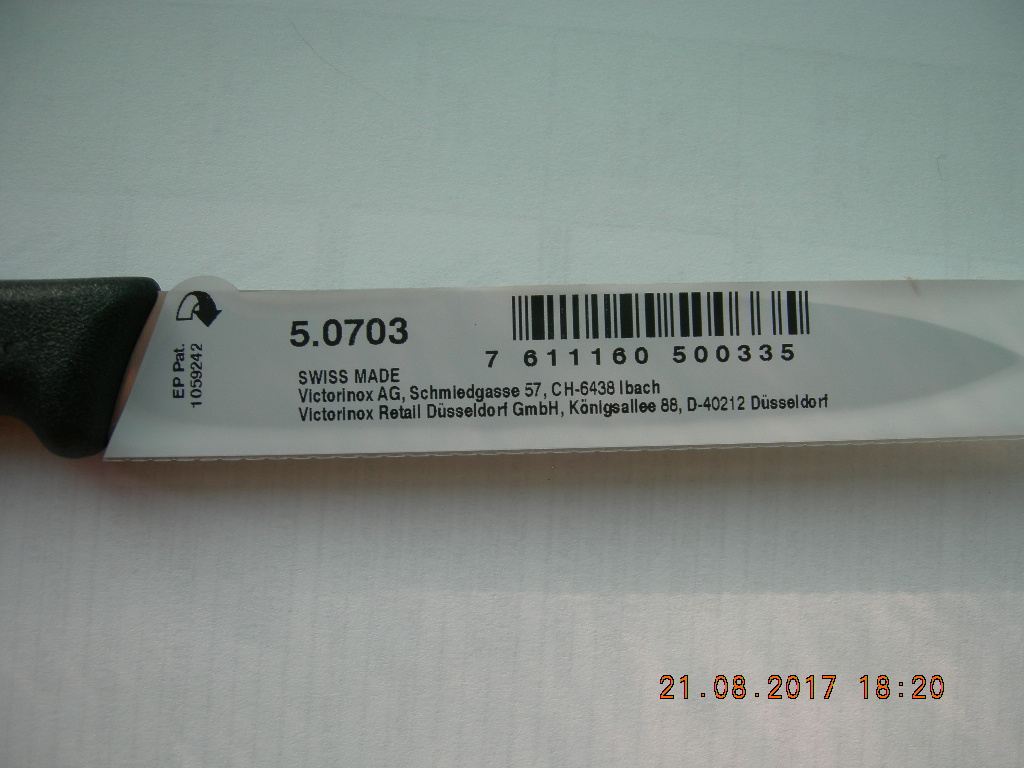 EP Pat.
1059242
5.0703
7 611160 500335
SWISS MADE
Victorinox AG, Schmiedgasse 57, CH-6438 Ibach
Victorinox Retail Düsseldorf GmbH, Königsallee 88, D-40212 Düsseldorf
21.08.2017 18:20